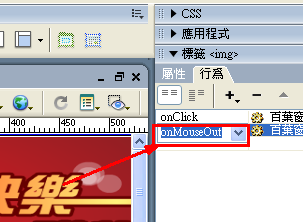 CSS
應用程式
標籤 <img>
屬性 行為
onClick 百葉窗
onMouseOut 百葉窗
400 450 500
快樂